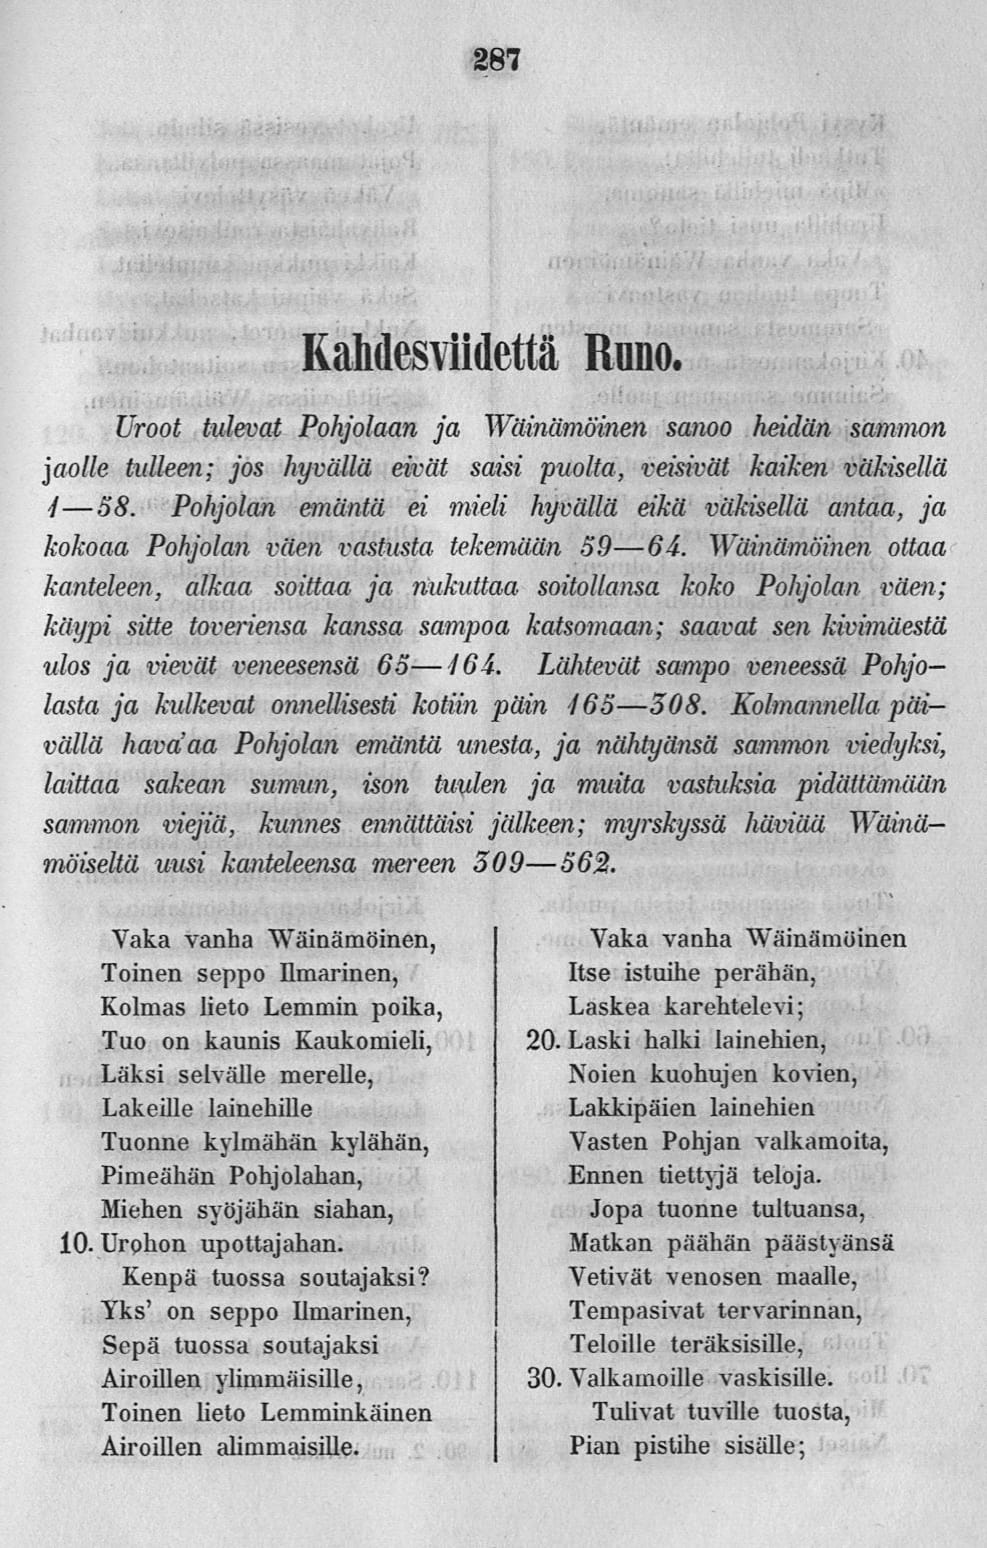 287
Kahdesviidettä Runo.
Uroot tulevat Pohjolaan ja Wäinämöinen sanoo heidän sammon
jaolle tulleen; jos hyvällä eivät saisi puolta, veisivät kaiken väkisellä
1—58. Pohjolan emäntä ei mieli hyvällä eikä väkisellä antaa, ja
kokoaa Pohjolan väen vastusta tekemään 59—64. Wäinämöinen ottaa
kanteleen, alkaa soittaa ja nukuttaa soitollansa koko Pohjolan väen;
käypi sitte toveriensa kanssa sampoa katsomaan; saavat sen kivimäestä
ulos ja vievät veneesensä 65—164. Lähtevät sampo veneessä Pohjo-
lasta ja kulkevat onnellisesti kotiin päin 165—308. Kolmannella päi-
vällä hava'aa Pohjolan emäntä unesta, ja nähtyänsä sammon viedyksi,
laittaa sakean sumun, ison tuulen ja muita vastuksia pidättämään
sammon viejiä, kunnes ennättäisi jälkeen; myrskyssä häviää Wäinä-
möiseltä uusi kanteleensa mereen 309—562.
Vaka vanha Wäinämöinen,
Toinen seppo Ilmarinen,
Kolmas lieto Lemmin poika,
Tuo on kaunis Kaukomieli,
Läksi selvälle merelle,
Lakeille lainehille
Tuonne kylmähän kylähän,
Pimeähän Pohjolahan,
Miehen syöjähän siahan,
10. Urohon upottajahan.
Kenpä tuossa soutajaksi?
Yks' on seppo Ilmarinen,
Sepä tuossa soutajaksi
Airoillen ylimmäisille,
Toinen lieto Lemminkäinen
Airoillen alimmaisille.
Vaka vanha Wäinämöinen
Itse istuihe perähän,
Laskea karehtelevi;
20. Laski halki lainehien,
Noien kuohujen kovien,
Lakkipäien lainehien
Vasten Pohjan valkamoita,
Ennen tiettyjä teloja.
Jopa tuonne tultuansa,
Matkan päähän päästyänsä
Vetivät venosen maalle,
Tempasivat tervarinnan,
Teloille teräksisille,
30. Valkamoille vaskisille.
Tulivat tuville tuosta,
Pian pistihe sisälle;